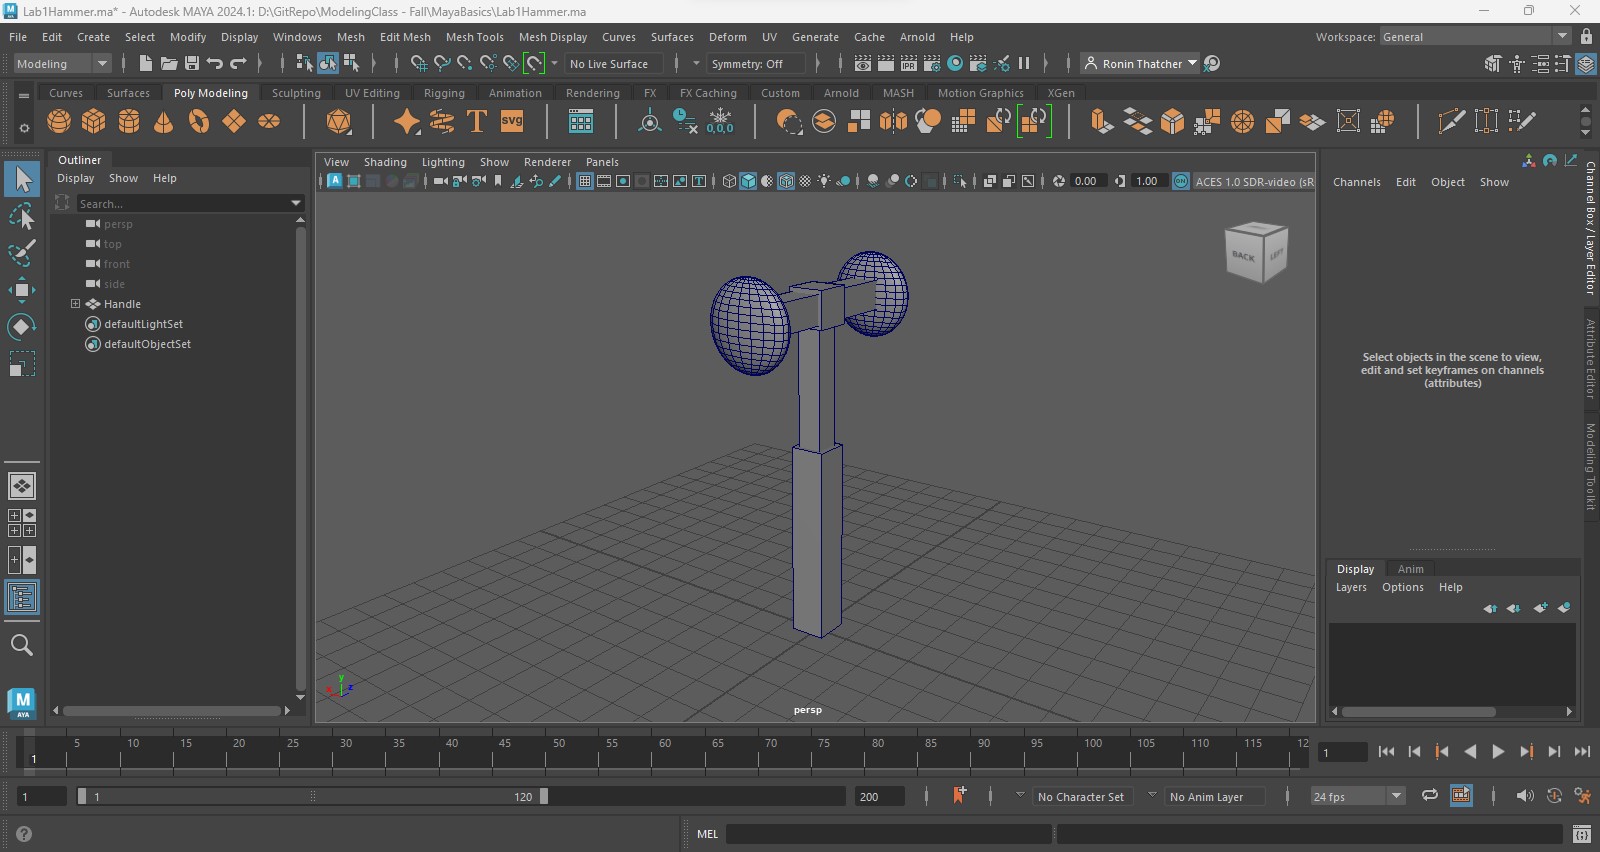 Lab1Hammer.ma* - Autodesk MAYA 2024.1: D:\GitRepo\ModelingClass - Fall\MayaBasics\Lab1Hammer.ma
File Edit Create Select Modify Display Windows Mesh Edit Mesh Mesh Tools Mesh Display Curves Surfaces Deform UV Generate Cache Arnold Help Workspace: General
Modeling No Live Surface Symmetry: Off IPR Ronin Thatcher
Curves Surfaces Poly Modeling Sculpting UV Editing Rigging Animation Rendering FX FX Caching Custom Arnold MASH Motion Graphics XGen
T SVG 0,0,0
Outliner
Display Show Help
Search...
persp
top
front
side
Handle
defaultLightSet
defaultObjectSet
View Shading Lighting Show Renderer Panels
0.00 1.00 ON ACES 1.0 SDR-video (sR
BACK LEFT
y
x z
persp
Channels Edit Object Show
Select objects in the scene to view,
edit and set keyframes on channels
(attributes)
Channel Box / Layer Editor
Attribute Editor
Modeling Toolkit
Display Anim
Layers Options Help
M
AYA
5 10 15 20 25 30 35 40 45 50 55 60 65 70 75 80 85 90 95 100 105 110 115 12
1 1
1 1 120 200 No Character Set No Anim Layer 24 fps
MEL